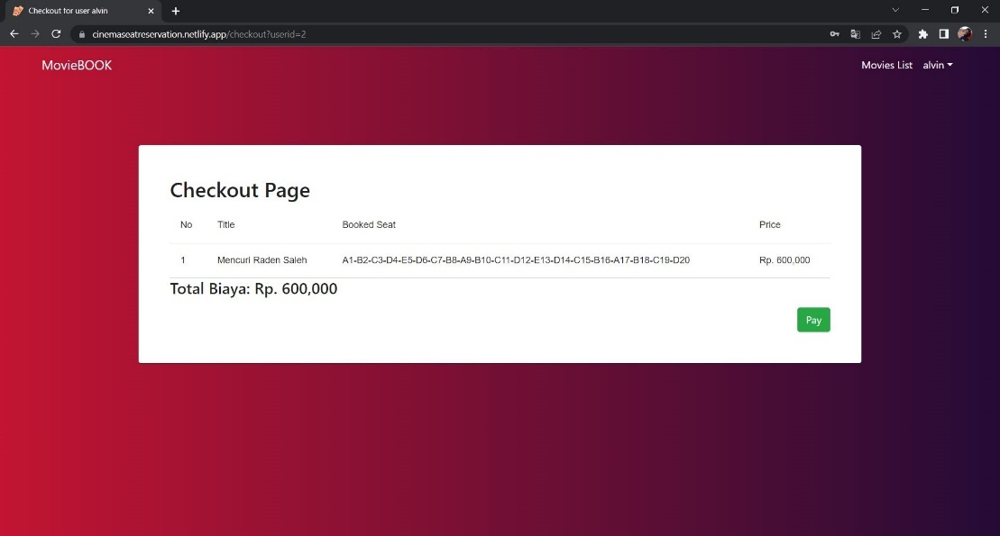 Checkout for user alvin
cinemaseatreservation.netlify.app/checkout?userid=2
MovieBOOK
Movies List
alvin
Checkout Page
No Title Booked Seat Price
1 Mencuri Raden Saleh A1-B2-C3-D4-E5-D6-C7-B8-A9-B10-C11-D12-E13-D14-C15-B16-A17-B18-C19-D20 Rp. 600,000
Total Biaya: Rp. 600,000
Pay